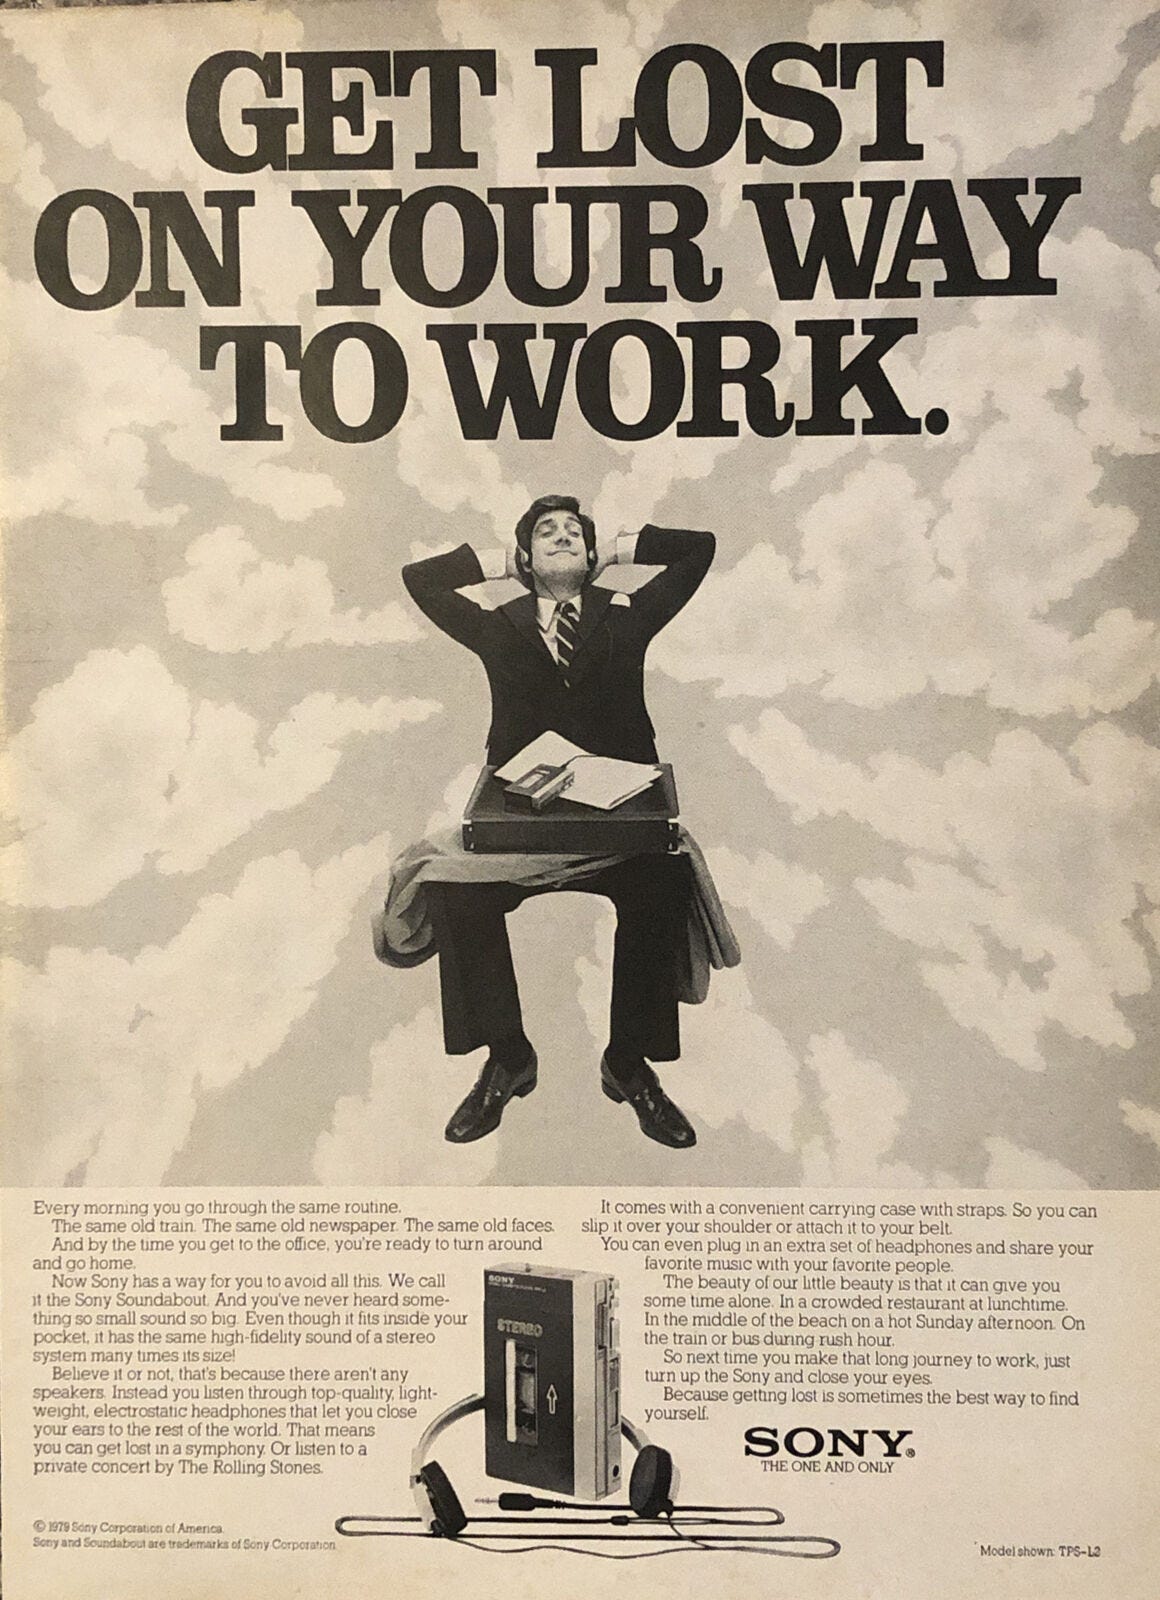 GET LOST
ON YOUR WAY
TO WORK.
Every morning you go through the same routine.
The same old train. The same old newspaper. The same old faces.
And by the time you get to the office, you're ready to turn around
and go home.
Now Sony has a way for you to avoid all this. We call
it the Sony Soundabout. And you've never heard some-
thing so small sound so big. Even though it fits inside your
pocket, it has the same high-fidelity sound of a stereo
system many times its size!
Believe it or not, that's because there aren't any
speakers. Instead you listen through top-quality, light-
weight, electrostatic headphones that let you close
your ears to the rest of the world. That means
you can get lost in a symphony. Or listen to a
private concert by The Rolling Stones.
It comes with a convenient carrying case with straps. So you can
slip it over your shoulder or attach it to your belt.
You can even plug in an extra set of headphones and share your
favorite music with your favorite people.
The beauty of our little beauty is that it can give you
some time alone. In a crowded restaurant at lunchtime.
In the middle of the beach on a hot Sunday afternoon. On
the train or bus during rush hour.
So next time you make that long journey to work, just
turn up the Sony and close your eyes.
Because getting lost is sometimes the best way to find
yourself.
SONY
STEREO
SONY®
THE ONE AND ONLY
© 1979 Sony Corporation of America.
Sony and Soundabout are trademarks of Sony Corporation
Model shown: TPS-L2